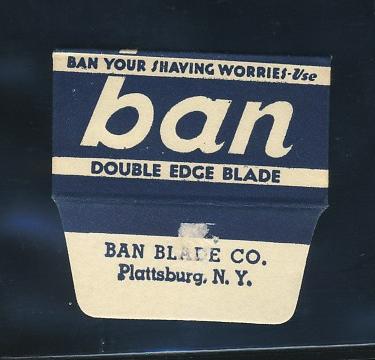 BAN YOUR SHAVING WORRIES-Use
ban
DOUBLE EDGE BLADE
BAN BLADE CO.
Plattsburg, N. Y.